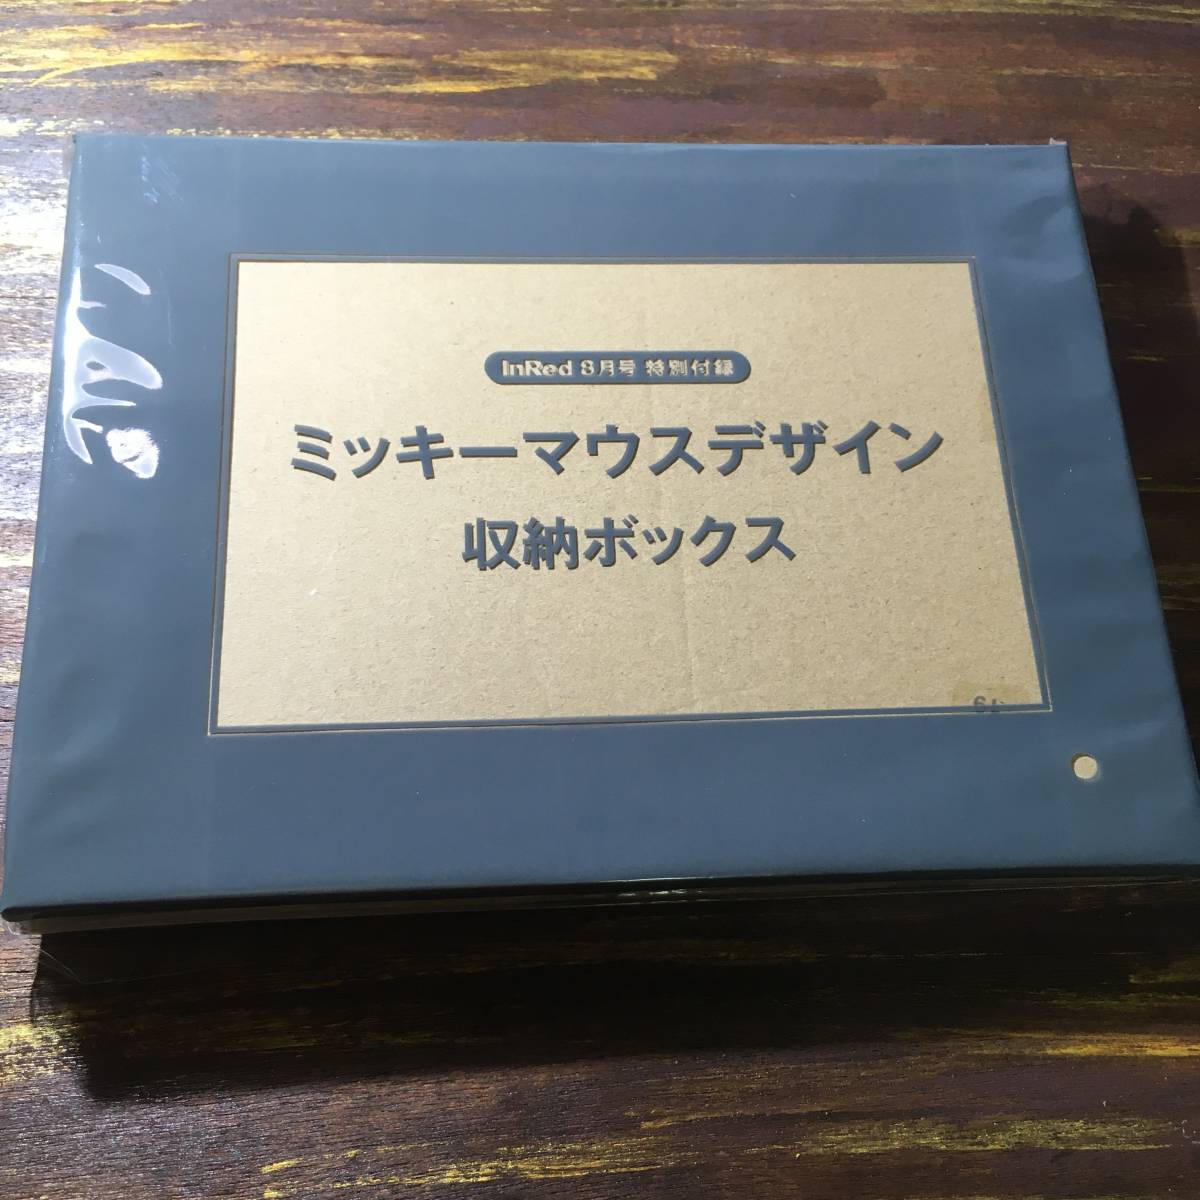 InRed 8月号 特別付録
ミッキーマウスデザイン
収納ボックス